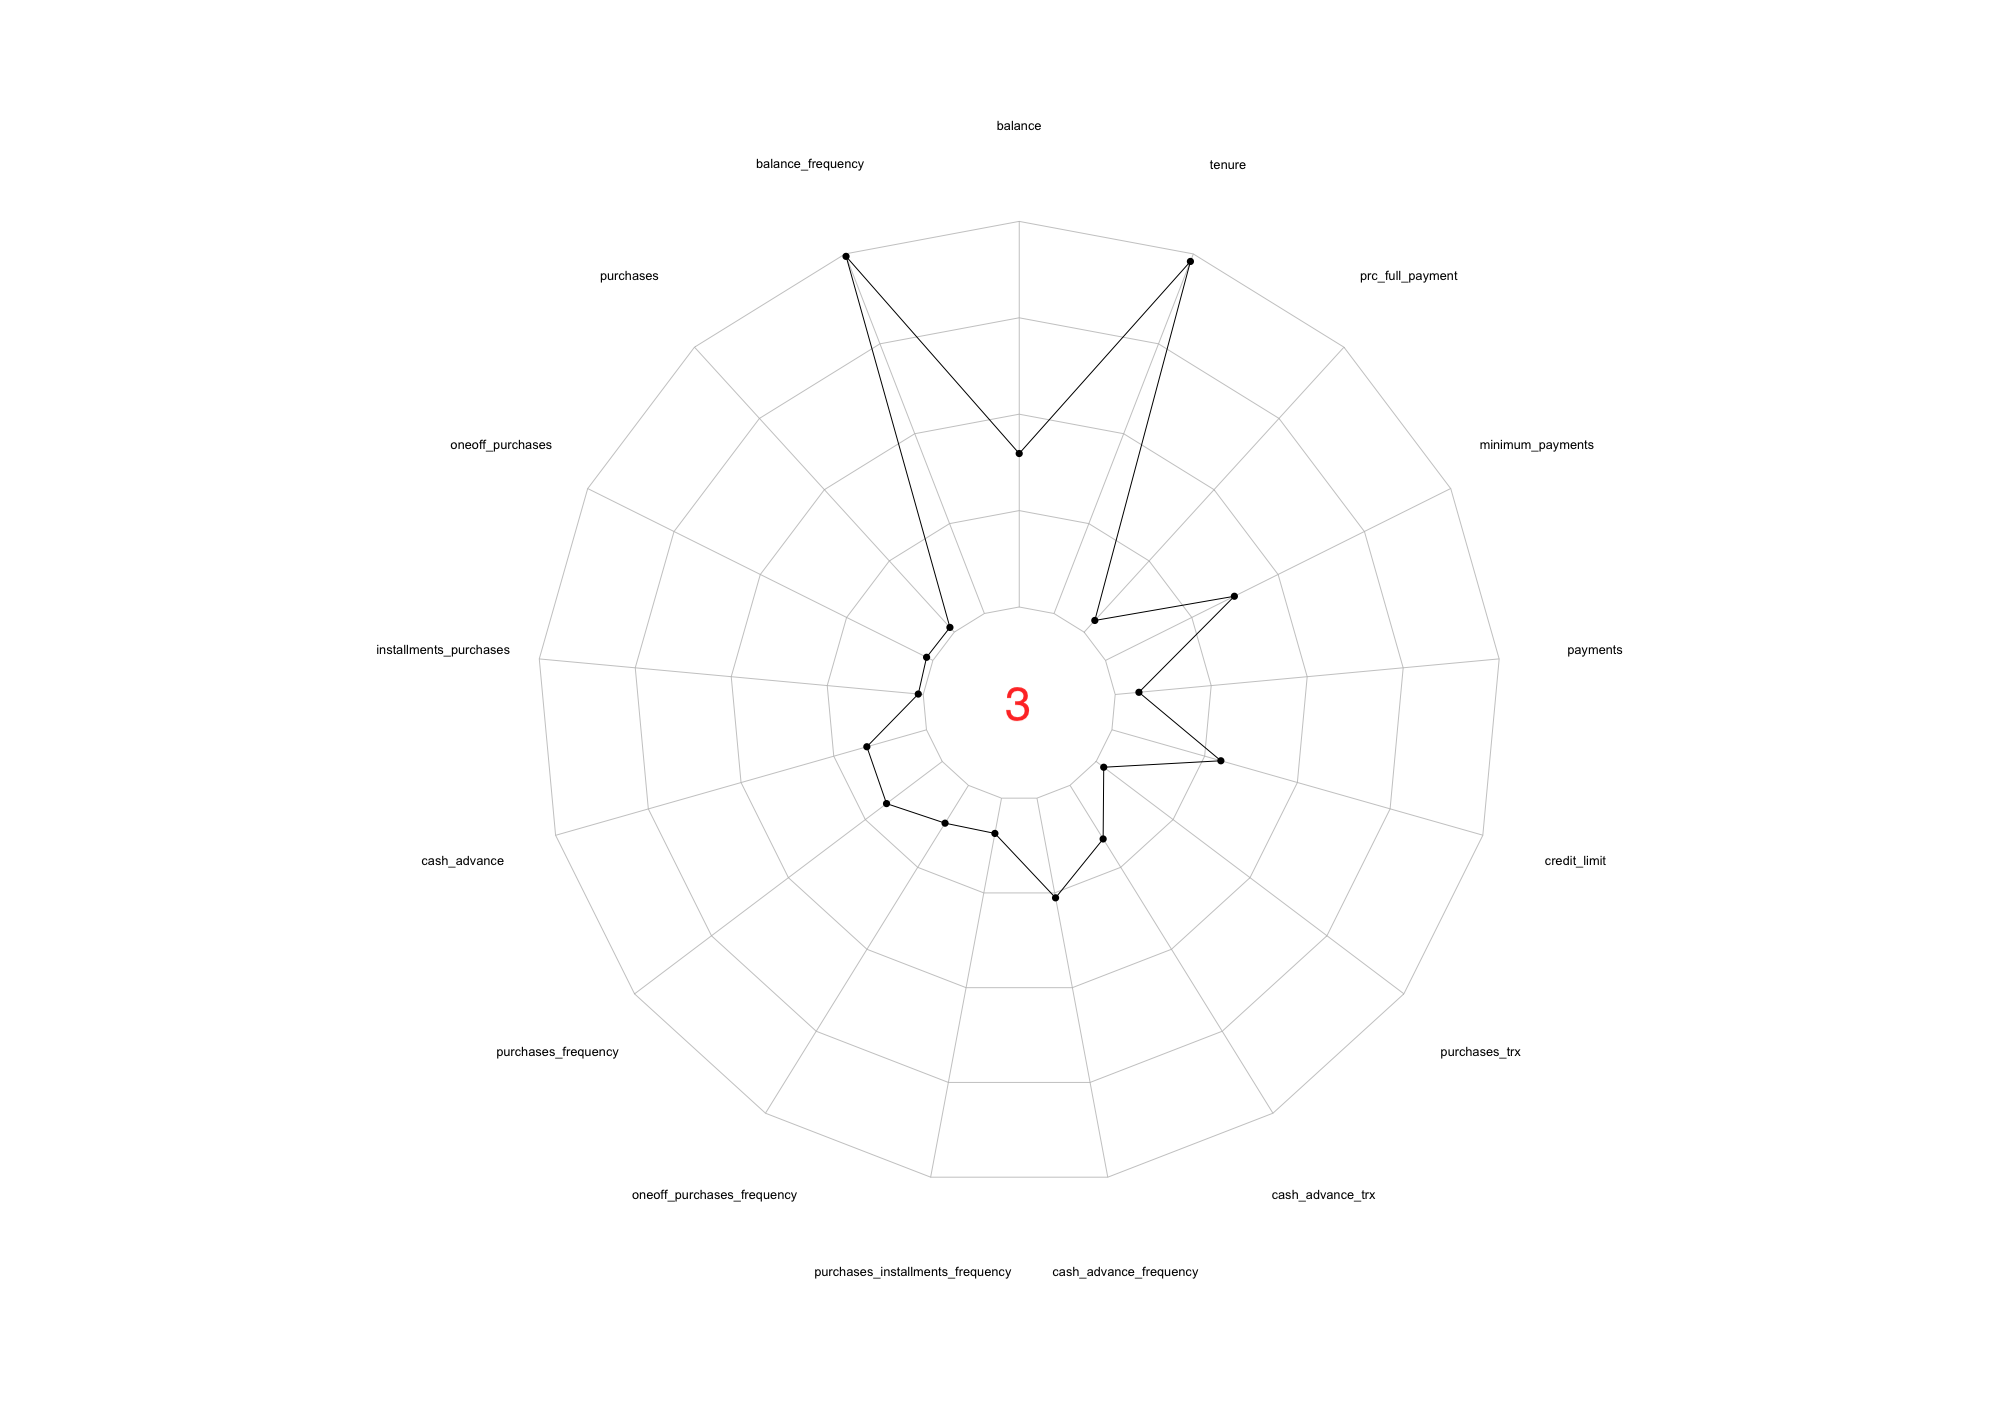 balance
balance_frequency
tenure
purchases
prc_full_payment
oneoff_purchases
minimum_payments
installments_purchases
payments
3
cash_advance
credit_limit
purchases_frequency
purchases_trx
oneoff_purchases_frequency
cash_advance_trx
purchases_installments_frequency
cash_advance_frequency